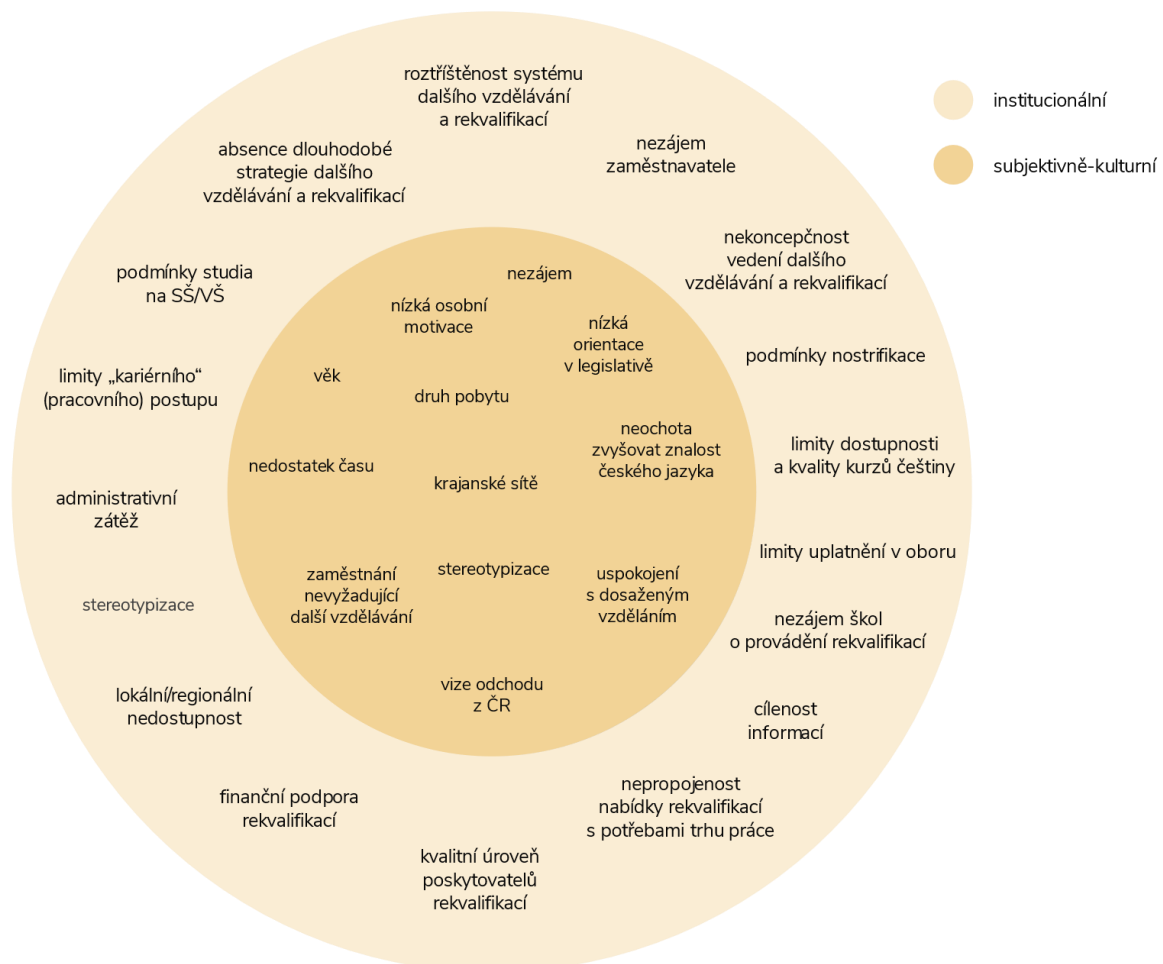 roztříštěnost systému
dalšího vzdělávání
a rekvalifikací
nezájem
zaměstnavatele
absence dlouhodobé
strategie dalšího
vzdělávání a rekvalifikací
nekoncepčnost
vedení dalšího
vzdělávání a rekvalifikací
podmínky studia
na SŠ/VŠ
podmínky nostrifikace
limity „kariérního“
(pracovního) postupu
limity dostupnosti
a kvality kurzů češtiny
administrativní
zátěž
limity uplatnění v oboru
stereotypizace
nezájem škol
o provádění rekvalifikací
lokální/regionální
nedostupnost
cílenost
informací
finanční podpora
rekvalifikací
nepropojenost
nabídky rekvalifikací
s potřebami trhu práce
kvalitní úroveň
poskytovatelů
rekvalifikací
nezájem
nízká osobní
motivace
nízká
orientace
v legislativě
věk
druh pobytu
neochota
zvyšovat znalost
českého jazyka
nedostatek času
krajanské sítě
zaměstnání
nevyžadující
další vzdělávání
stereotypizace
uspokojení
s dosaženým
vzděláním
vize odchodu
z ČR
institucionální
subjektivně-kulturní